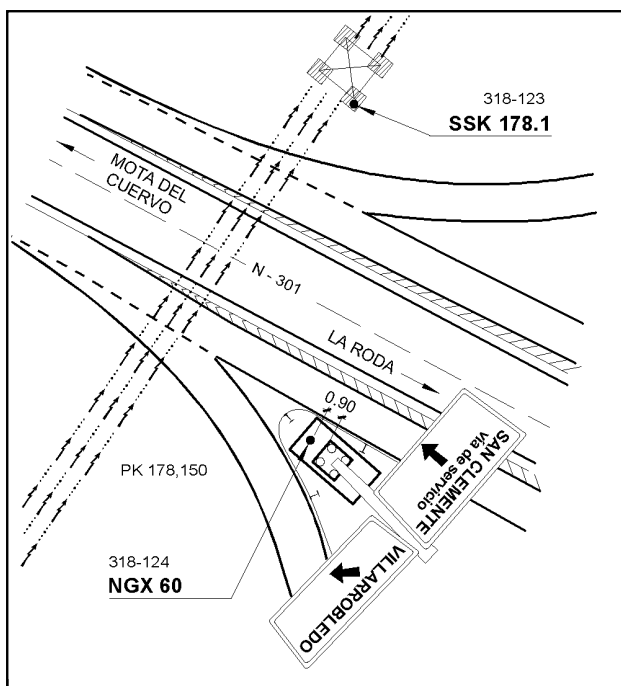 318-123
SSK 178.1
MOTA DEL
CUERVO
N - 301
LA RODA
0.90
SAN CLEMENTE
vía de servicio
PK 178,150
318-124
NGX 60
VILLARROBLEDO